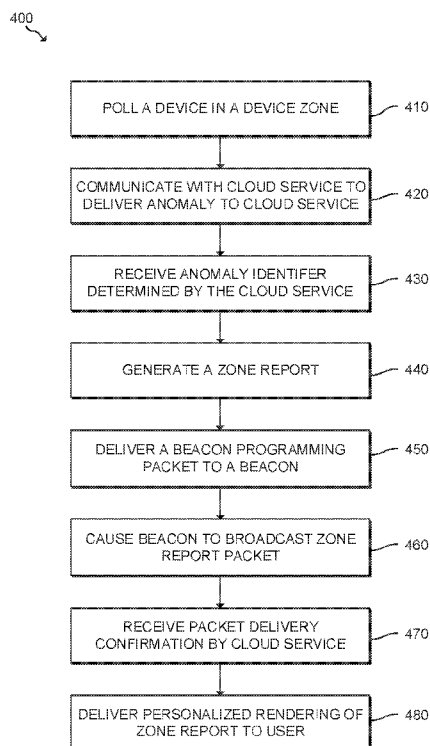 400
POLL A DEVICE IN A DEVICE ZONE
410
COMMUNICATE WITH CLOUD SERVICE TO
DELIVER ANOMALY TO CLOUD SERVICE
420
RECEIVE ANOMALY IDENTIFER
DETERMINED BY THE CLOUD SERVICE
430
GENERATE A ZONE REPORT
440
DELIVER A BEACON PROGRAMMING
PACKET TO A BEACON
450
CAUSE BEACON TO BROADCAST ZONE
REPORT PACKET
460
RECEIVE PACKET DELIVERY
CONFIRMATION BY CLOUD SERVICE
470
DELIVER PERSONALIZED RENDERING OF
ZONE REPORT TO USER
480